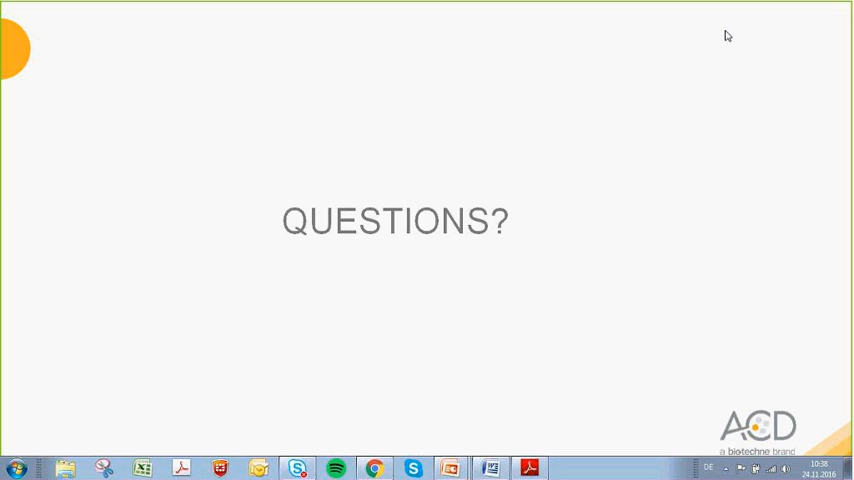 QUESTIONS?
ACD
a biotechne brand
DE
10:38
24.11.2016